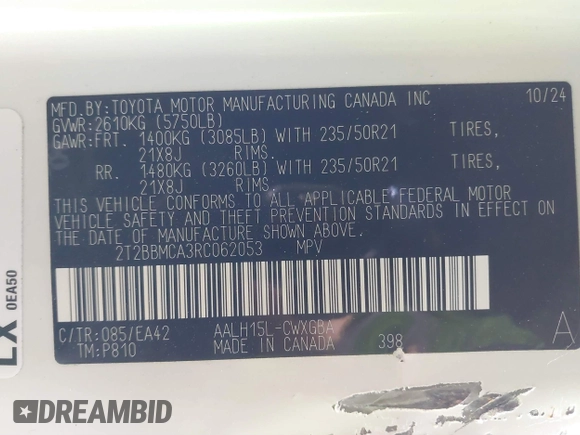 MFD.BY:TOYOTA MOTOR MANUFACTURING CANADA INC 10/24
GVWR:2610KG (5750LB)
GAWR:FRT. 1400KG (3085LB) WITH 235/50R21 TIRES,
21X8J RIMS.
RR. 1480KG (3260LB) WITH 235/50R21 TIRES,
21X8J RIMS.
THIS VEHICLE CONFORMS TO ALL APPLICABLE FEDERAL MOTOR
VEHICLE SAFETY AND THEFT PREVENTION STANDARDS IN EFFECT ON
THE DATE OF MANUFACTURE SHOWN ABOVE.
2T2BBMCA3RC062053 MPV
C/TR:085/EA42 AALH15L-CWXGBA A
TM:P810 MADE IN CANADA 398
0EA50
DREAMBID